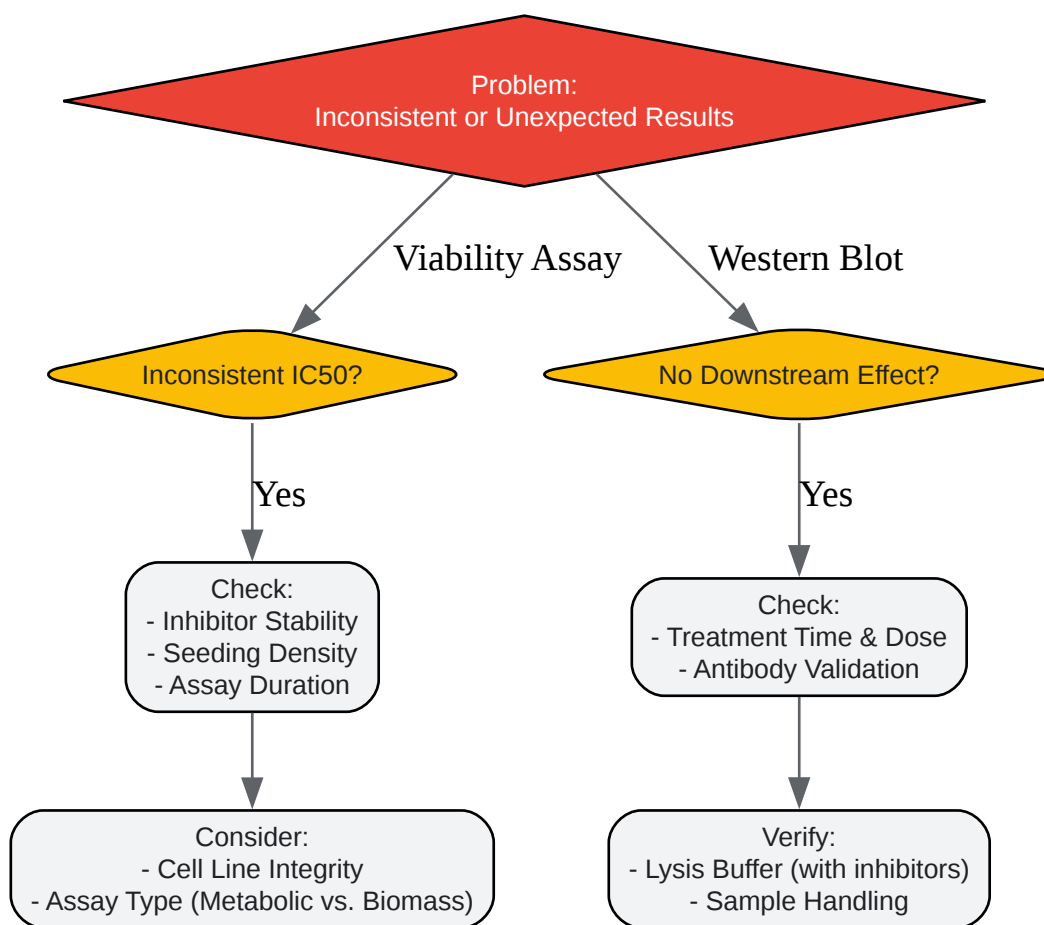 Problem:
Inconsistent or Unexpected Results
Viability Assay
Western Blot
Inconsistent IC50?
No Downstream Effect?
Yes
Yes
Check:
- Inhibitor Stability
- Seeding Density
- Assay Duration
Check:
- Treatment Time & Dose
- Antibody Validation
Consider:
- Cell Line Integrity
- Assay Type (Metabolic vs. Biomass)
Verify:
- Lysis Buffer (with inhibitors)
- Sample Handling